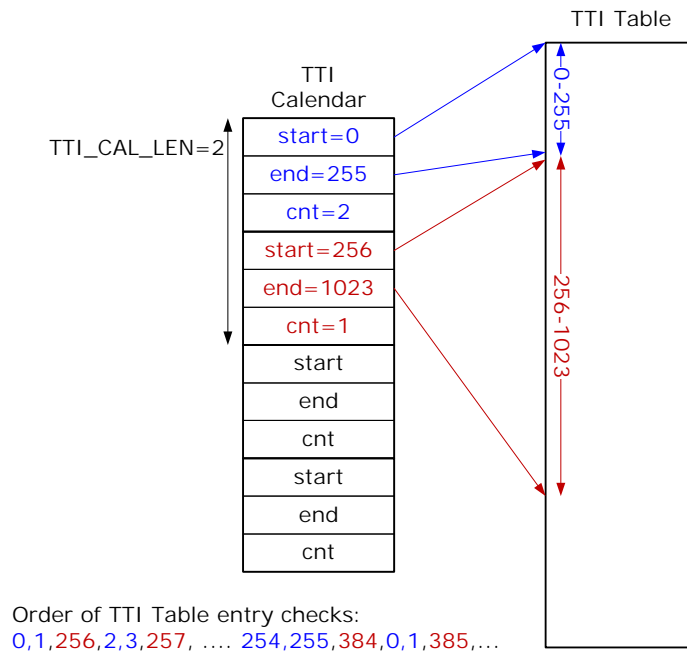 TTI Table
TTI
Calendar
TTI_CAL_LEN=2
start=0
end=255
cnt=2
start=256
end=1023
cnt=1
start
end
cnt
start
end
cnt
0-255
256-1023
Order of TTI Table entry checks:
0,1,256,2,3,257, .... 254,255,384,0,1,385,...